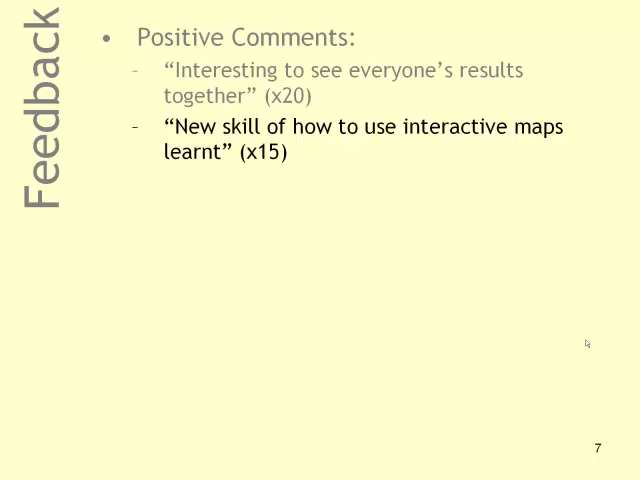 Feedback
• Positive Comments:
– “Interesting to see everyone’s results
together” (x20)
– “New skill of how to use interactive maps
learnt” (x15)
7